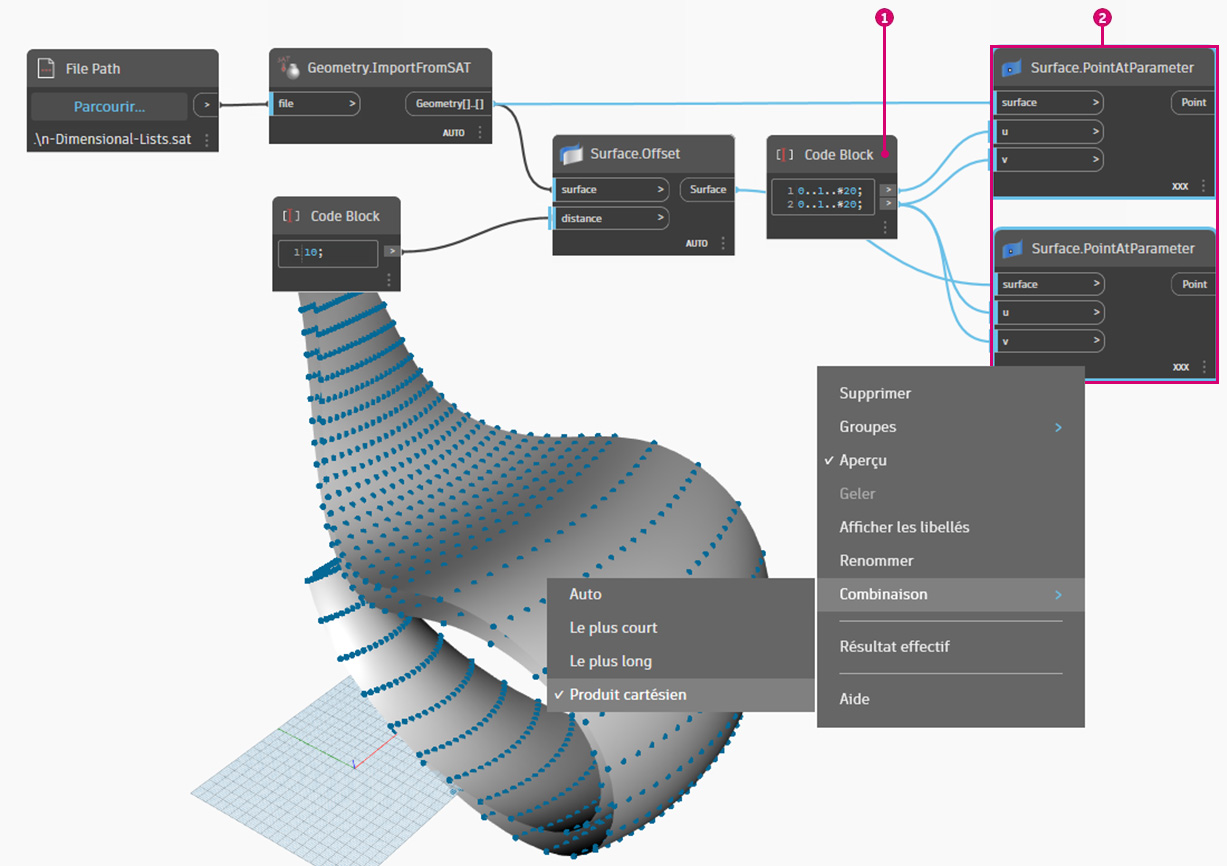 1
2
File Path
Parcourir...
>
.\n-Dimensional-Lists.sat
SAT
Geometry.ImportFromSAT
file >
Geometry[]..[]
AUTO
Surface.Offset
surface >
Surface
distance >
AUTO
Code Block
1 10;
>
Code Block
1 0..1..#20;
>
2 0..1..#20;
>
Surface.PointAtParameter
surface >
Point
u >
v >
XXX
Surface.PointAtParameter
surface >
Point
u >
v >
XXX
Supprimer
Groupes >
✓ Aperçu
Geler
Afficher les libellés
Renommer
Combinaison >
Résultat effectif
Aide
Auto
Le plus court
Le plus long
✓ Produit cartésien